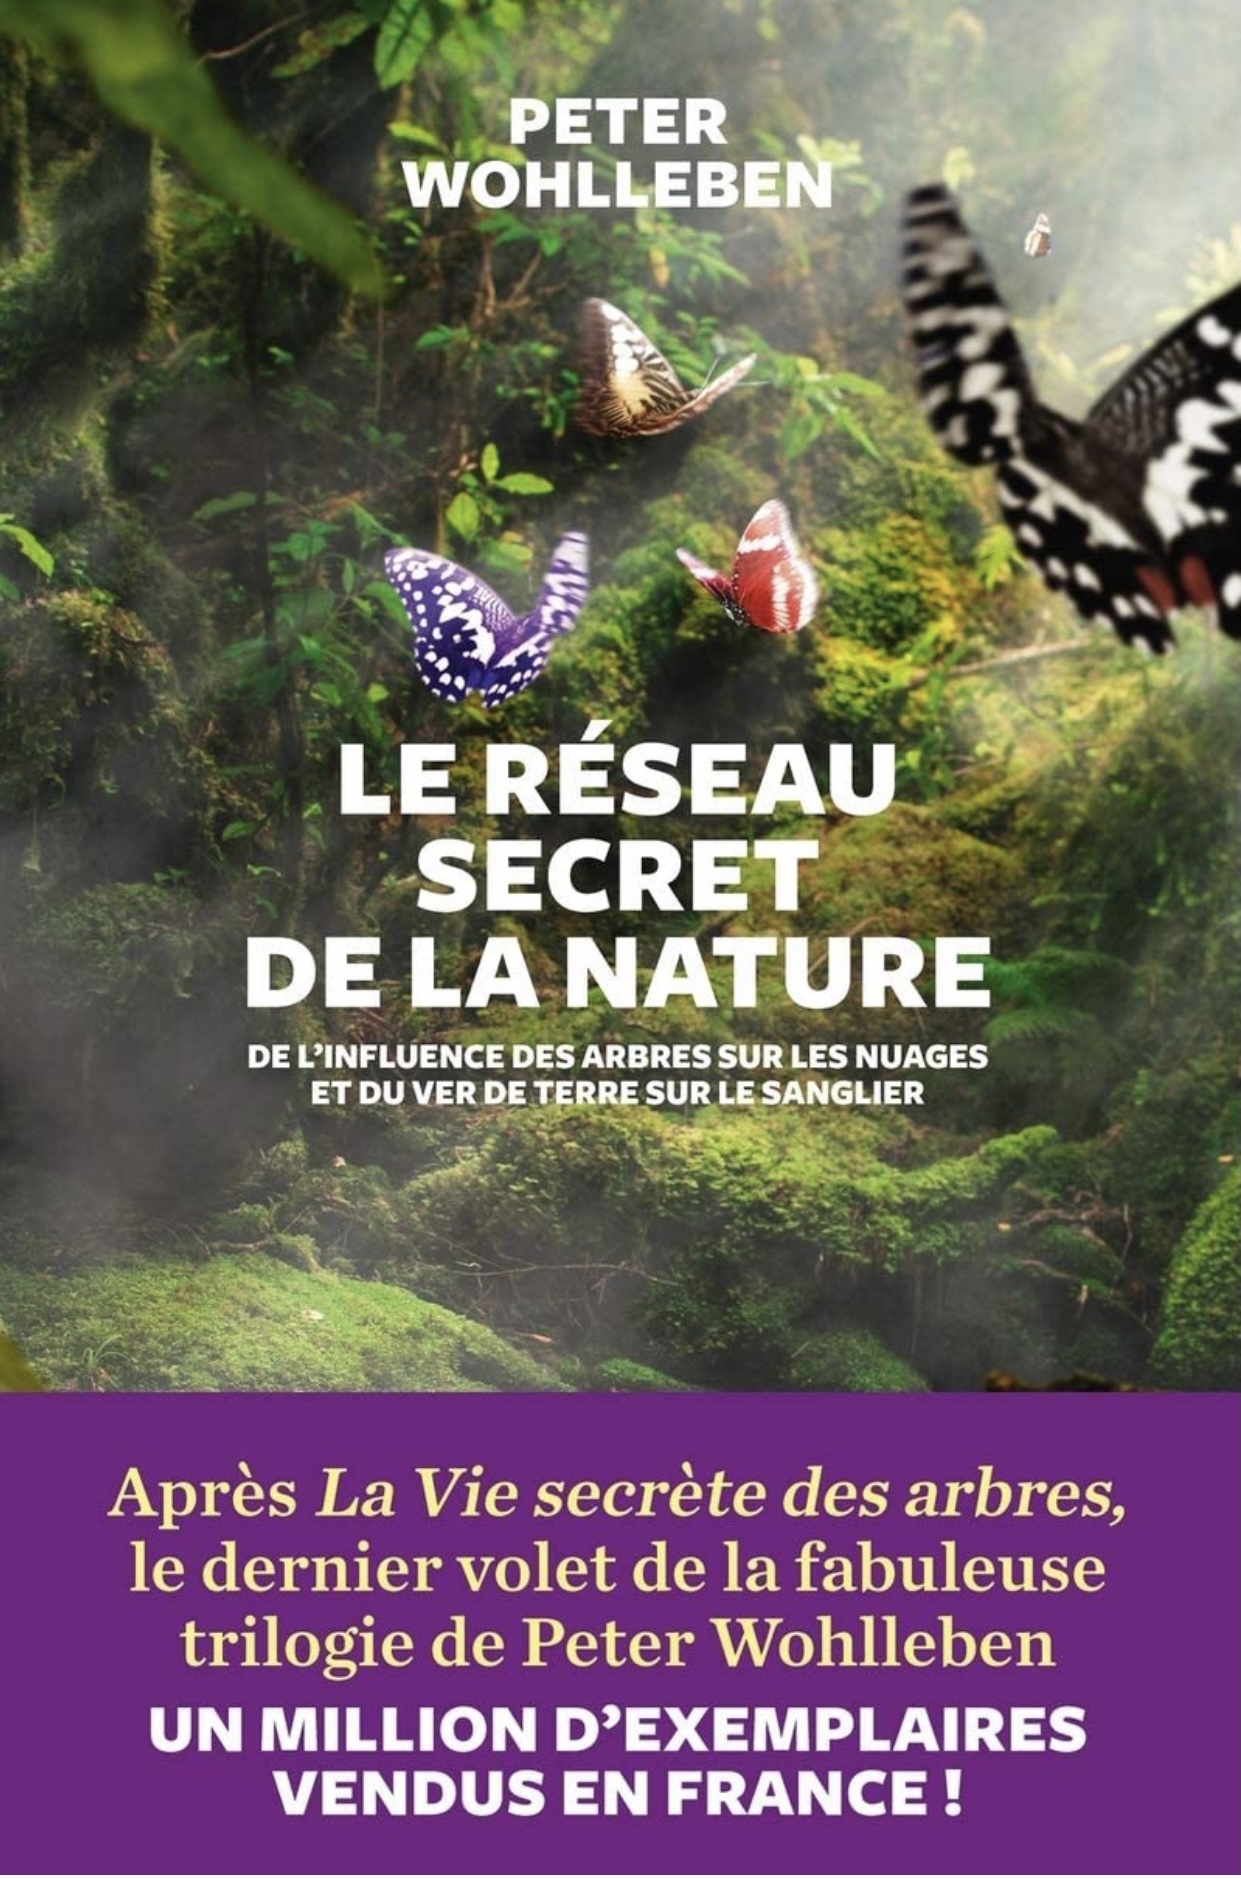 PETER
WOHLLEBEN
LE RÉSEAU
SECRET
DE LA NATURE
DE L’INFLUENCE DES ARBRES SUR LES NUAGES
ET DU VER DE TERRE SUR LE SANGLIER
Après La Vie secrète des arbres,
le dernier volet de la fabuleuse
trilogie de Peter Wohlleben
UN MILLION D’EXEMPLAIRES
VENDUS EN FRANCE !